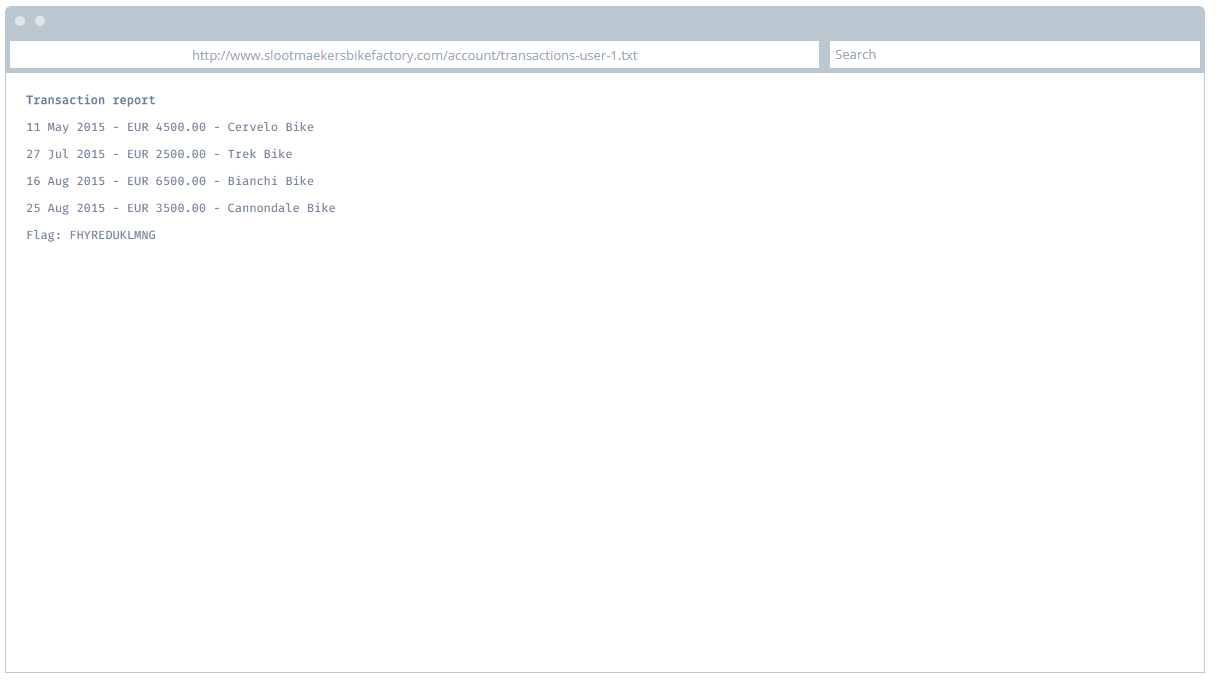 http://www.slootmaekersbikefactory.com/account/transactions-user-1.txt
Search
Transaction report
11 May 2015 - EUR 4500.00 - Cervelo Bike
27 Jul 2015 - EUR 2500.00 - Trek Bike
16 Aug 2015 - EUR 6500.00 - Bianchi Bike
25 Aug 2015 - EUR 3500.00 - Cannondale Bike
Flag: FHYREDUKLMNG